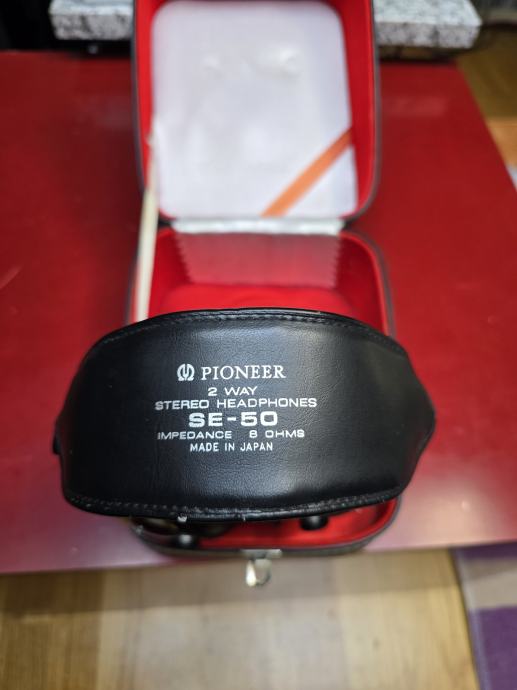 PIONEER
2 WAY
STEREO HEADPHONES
SE-50
IMPEDANCE 8 OHMS
MADE IN JAPAN